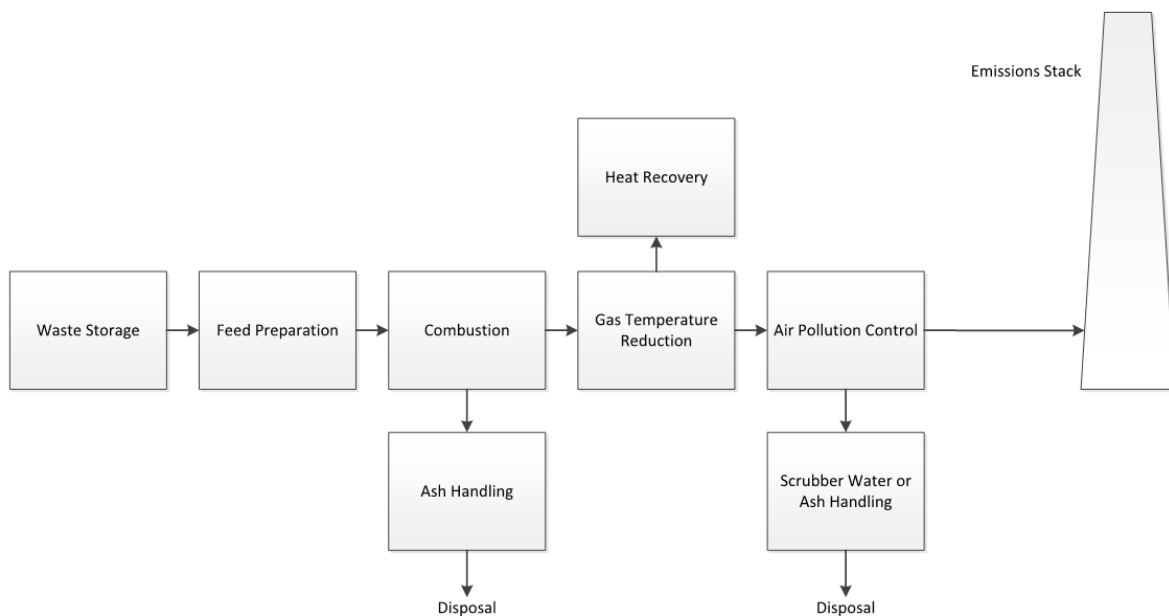 Emissions Stack
Heat Recovery
Waste Storage
Feed Preparation
Combustion
Gas Temperature
Reduction
Air Pollution Control
Ash Handling
Scrubber Water or
Ash Handling
Disposal
Disposal